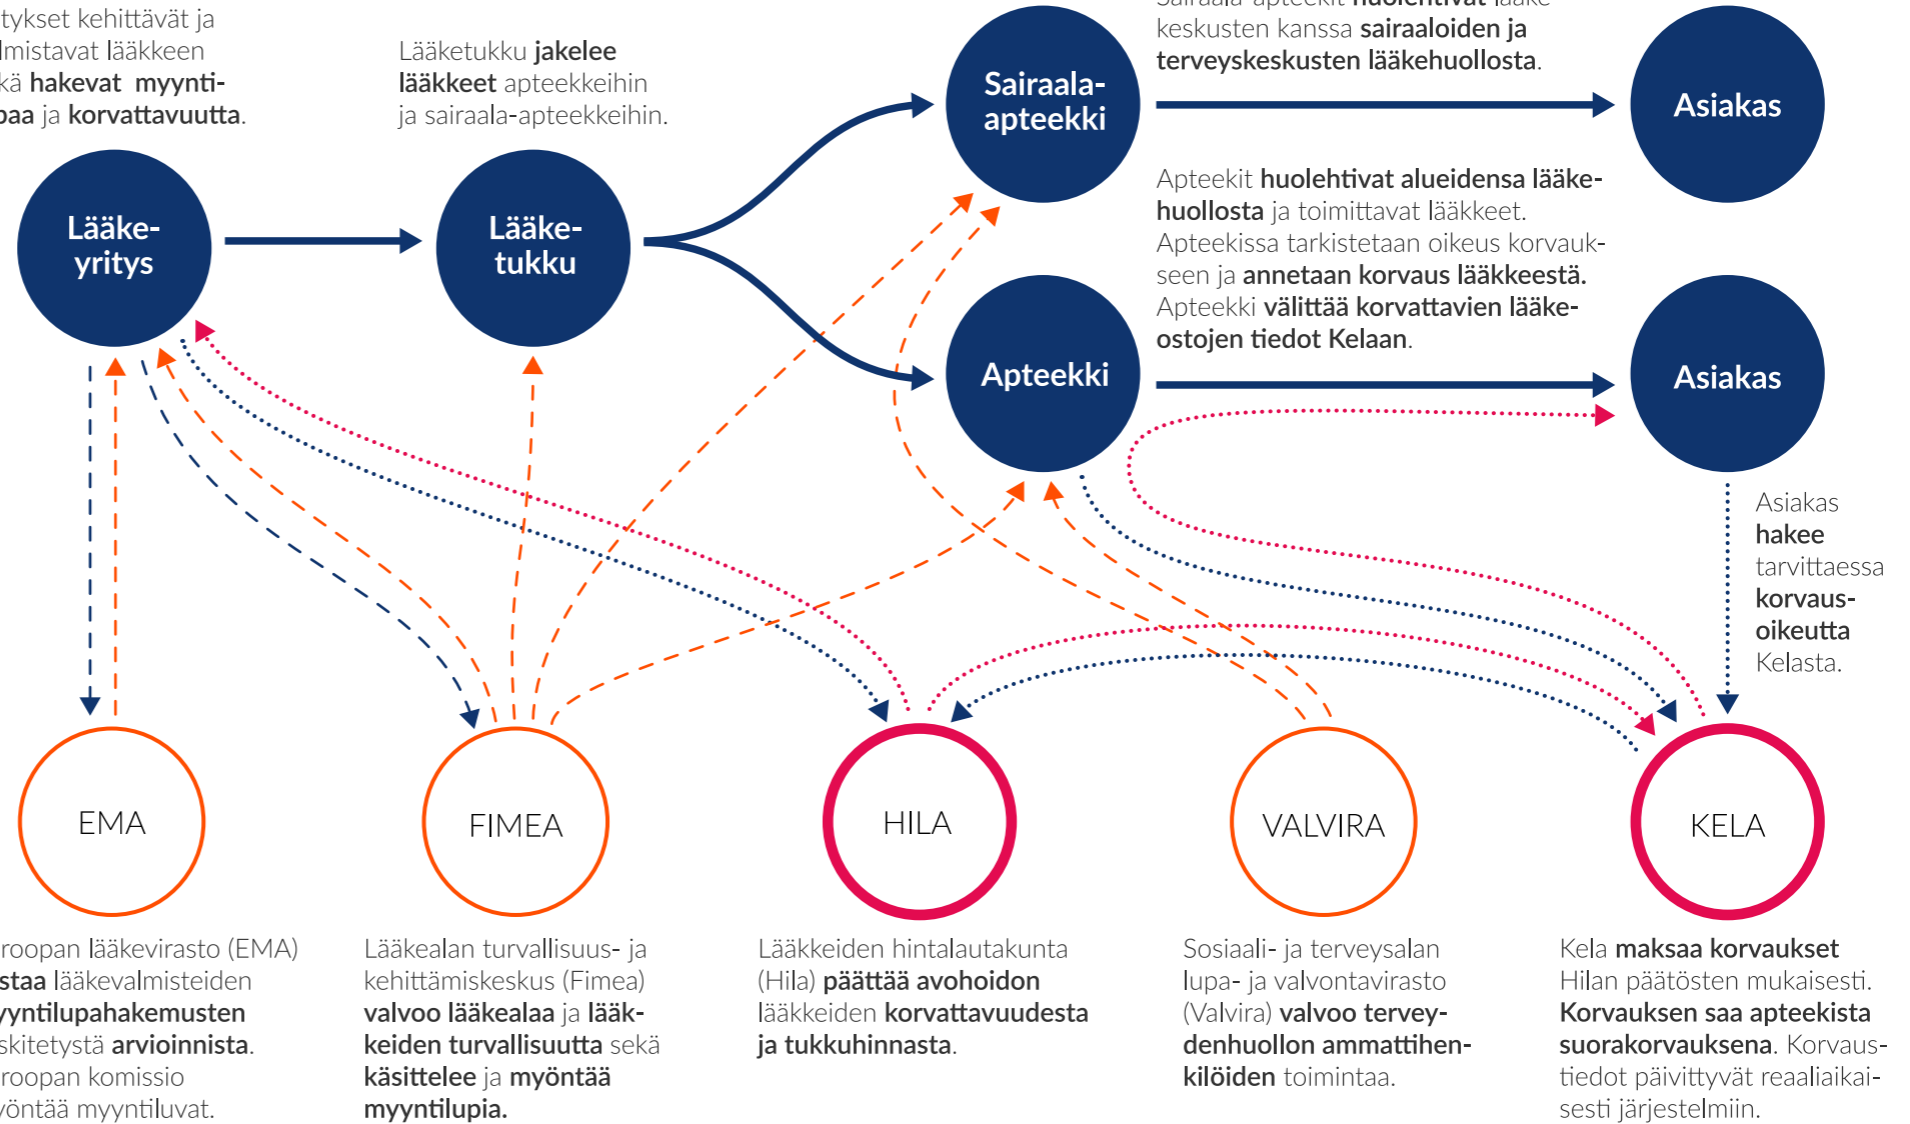 tykset kehittävät ja
lmistavat lääkkeen
kä hakevat myynti-
paa ja korvattavuutta.
Lääketukku jakelee
lääkkeet apteekkeihin
ja sairaala-apteekkeihin.
Sairaala-apteekit huolehtivat lääke-
keskusten kanssa sairaaloiden ja
terveyskeskusten lääkehuollosta.
Sairaala-
apteekki
Asiakas
Lääke-
yritys
Lääke-
tukku
Apteekit huolehtivat alueidensa lääke-
huollosta ja toimittavat lääkkeet.
Apteekissa tarkistetaan oikeus korvauk-
seen ja annetaan korvaus lääkkeestä.
Apteekki välittää korvattavien lääke-
ostojen tiedot Kelaan.
Apteekki
Asiakas
Asiakas
hakee
tarvittaessa
korvaus-
oikeutta
Kelasta.
EMA
FIMEA
HILA
VALVIRA
KELA
roopan lääkevirasto (EMA)
staa lääkevalmisteiden
yyntilupahakemusten
skitetystä arvioinnista.
roopan komissio
yöntää myyntiluvat.
Lääkealan turvallisuus- ja
kehittämiskeskus (Fimea)
valvoo lääkealaa ja lääk-
keiden turvallisuutta sekä
käsittelee ja myöntää
myyntilupia.
Lääkkeiden hintalautakunta
(Hila) päättää avohoidon
lääkkeiden korvattavuudesta
ja tukkuhinnasta.
Sosiaali- ja terveysalan
lupa- ja valvontavirasto
(Valvira) valvoo tervey-
denhuollon ammattihen-
kilöiden toimintaa.
Kela maksaa korvaukset
Hilan päätösten mukaisesti.
Korvauksen saa apteekista
suorakorvauksena. Korvaus-
tiedot päivittyvät reaaliaikai-
sesti järjestelmiin.